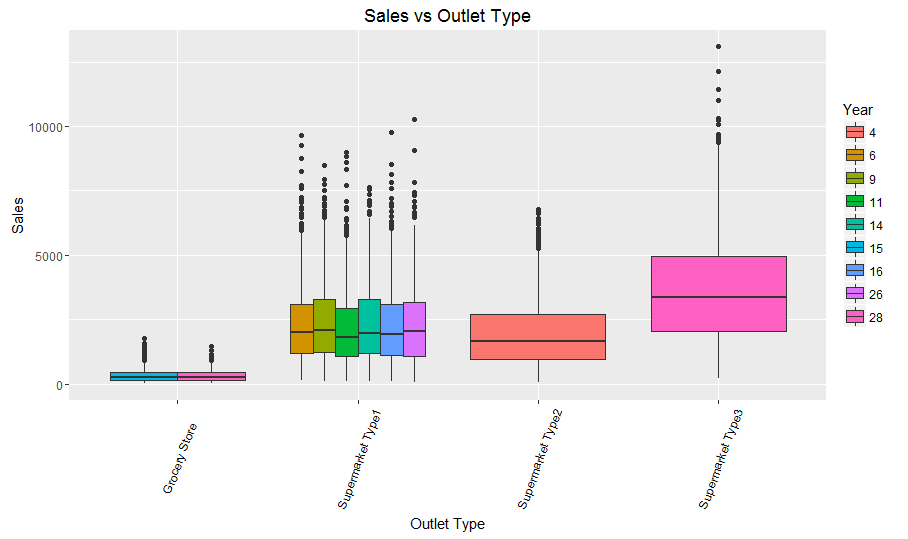 Sales vs Outlet Type
Sales
10000
5000
0
Grocery Store
Supermarket Type1
Supermarket Type2
Supermarket Type3
Outlet Type
Year
4
6
9
11
14
15
16
26
28